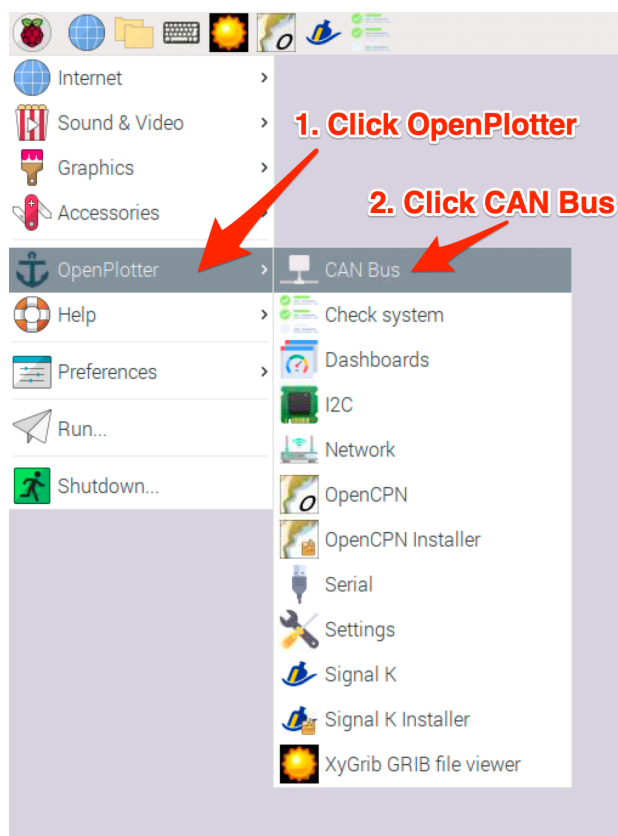 Internet
Sound & Video
1. Click OpenPlotter
Graphics
Accessories
2. Click CAN Bus
OpenPlotter
CAN Bus
Help
Check system
Preferences
Dashboards
I2C
Run...
Network
Shutdown...
OpenCPN
OpenCPN Installer
Serial
Settings
Signal K
Signal K Installer
XyGrib GRIB file viewer